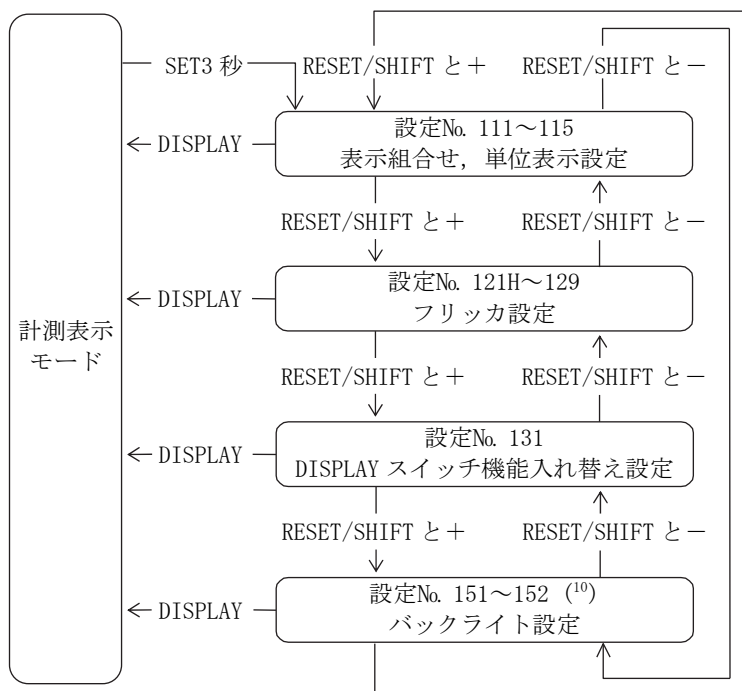 SET3 秒
RESET/SHIFT と＋
RESET/SHIFT と－
設定№ 111～115
表示組合せ，単位表示設定
DISPLAY
RESET/SHIFT と＋
RESET/SHIFT と－
設定№ 121H～129
フリッカ設定
DISPLAY
計測表示
モード
RESET/SHIFT と＋
RESET/SHIFT と－
設定№ 131
DISPLAY スイッチ機能入れ替え設定
DISPLAY
RESET/SHIFT と＋
RESET/SHIFT と－
設定№ 151～152 (¹⁰)
バックライト設定
DISPLAY